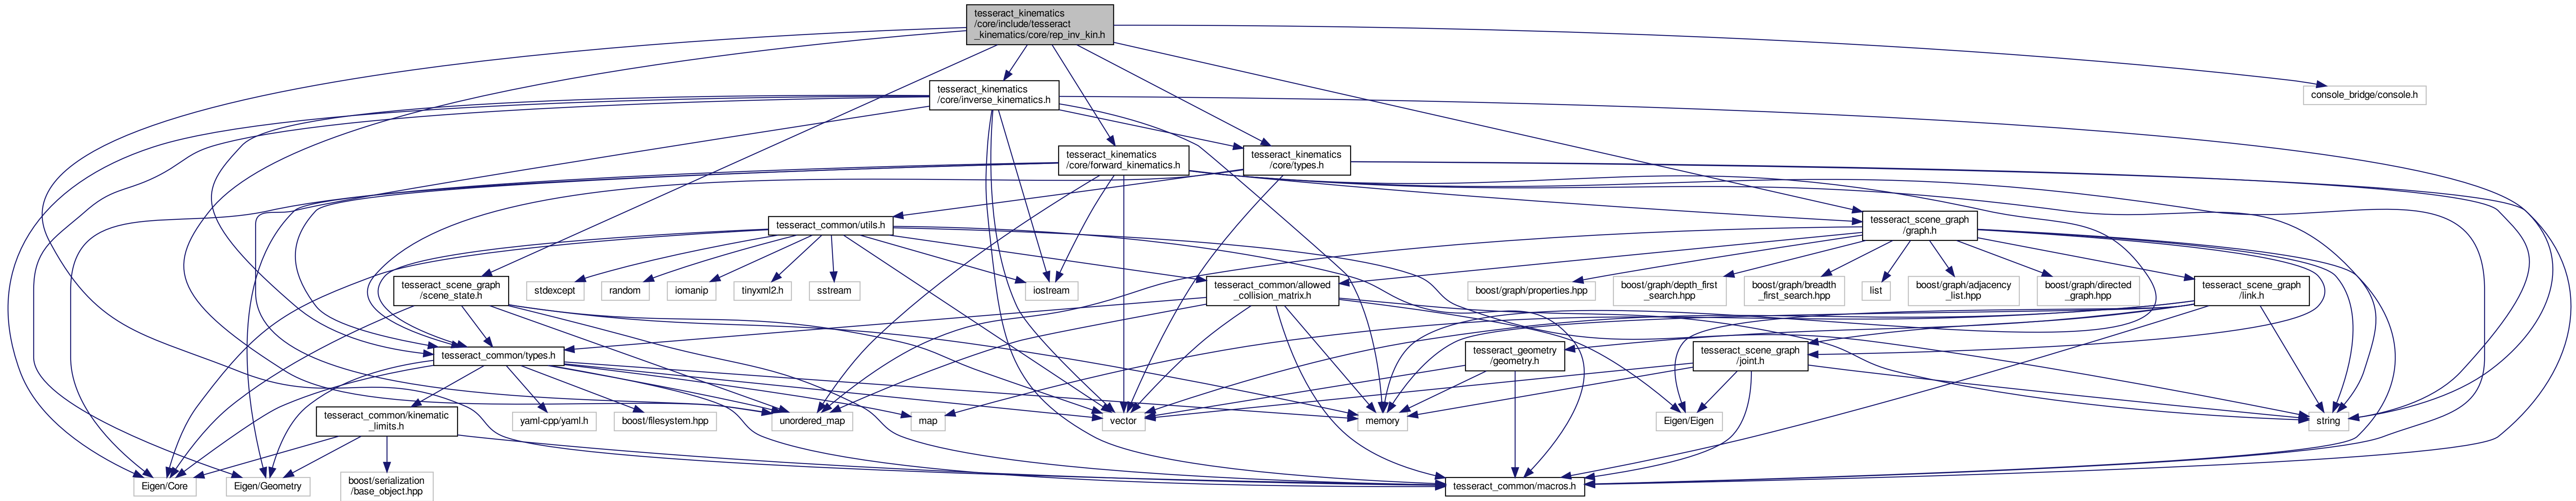 tesseract_kinematics
/core/include/tesseract
_kinematics/core/rep_inv_kin.h
tesseract_kinematics
/core/inverse_kinematics.h
console_bridge/console.h
tesseract_kinematics
/core/forward_kinematics.h
tesseract_kinematics
/core/types.h
tesseract_common/utils.h
tesseract_scene_graph
/graph.h
tesseract_scene_graph
/scene_state.h
stdexcept
random
iomanip
tinyxml2.h
sstream
iostream
tesseract_common/allowed
_collision_matrix.h
boost/graph/properties.hpp
boost/graph/depth_first
_search.hpp
boost/graph/breadth
_first_search.hpp
list
boost/graph/adjacency
_list.hpp
boost/graph/directed
_graph.hpp
tesseract_scene_graph
/link.h
tesseract_common/types.h
tesseract_geometry
/geometry.h
tesseract_scene_graph
/joint.h
tesseract_common/kinematic
_limits.h
yaml-cpp/yaml.h
boost/filesystem.hpp
unordered_map
map
vector
memory
Eigen/Eigen
string
Eigen/Core
Eigen/Geometry
boost/serialization
/base_object.hpp
tesseract_common/macros.h